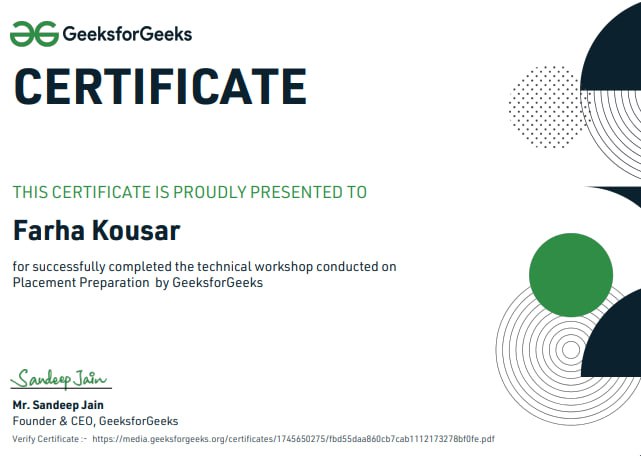 GeeksforGeeks
CERTIFICATE
THIS CERTIFICATE IS PROUDLY PRESENTED TO
Farha Kousar
for successfully completed the technical workshop conducted on
Placement Preparation by GeeksforGeeks
Sandeep Jain
Mr. Sandeep Jain
Founder & CEO, GeeksforGeeks
Verify Certificate :- https://media.geeksforgeeks.org/certificates/1745650275/fbd55daa860cb7cab1112173278bf0fe.pdf